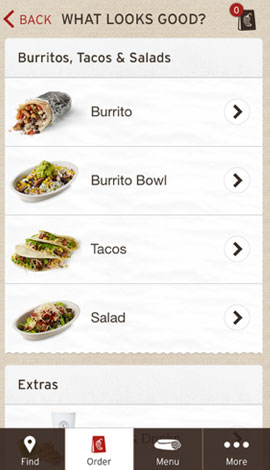 BACK WHAT LOOKS GOOD? 0
Burritos, Tacos & Salads
Burrito
Burrito Bowl
Tacos
Salad
Extras
Find Order Menu More